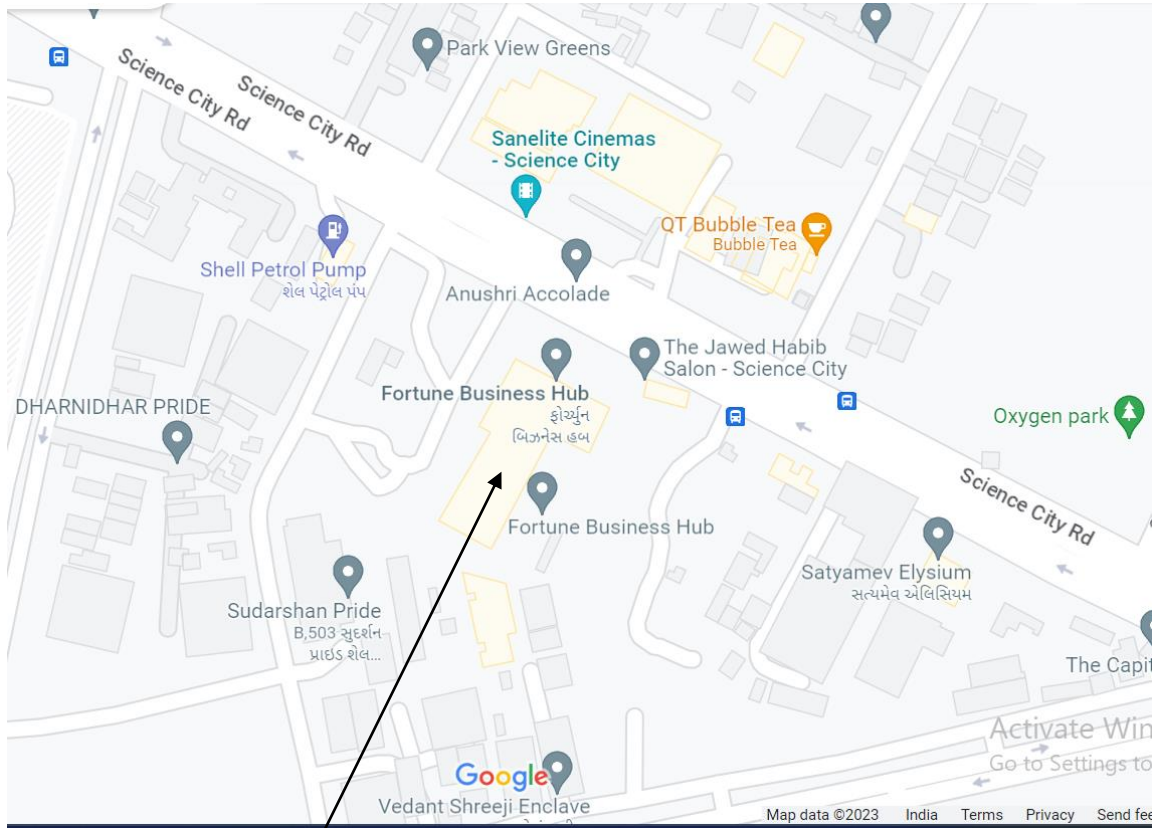 Park View Greens
Science City Rd
Science City Rd
Sanelite Cinemas
- Science City
QT Bubble Tea
Bubble Tea
Shell Petrol Pump
શેલ પેટ્રોલ પંપ
Anushri Accolade
The Jawed Habib
Salon - Science City
Fortune Business Hub
ફોર્ચ્યુન
બિઝનેસ હબ
DHARNIDHAR PRIDE
Oxygen park
Science City Rd
Fortune Business Hub
Satyamev Elysium
સત્યમેવ એલિસિયમ
Sudarshan Pride
B,503 સુદર્શન
પ્રાઇડ શેલ...
The Capit
Activate Win
Go to Settings to
Google
Vedant Shreeji Enclave
Map data ©2023 India Terms Privacy Send fee